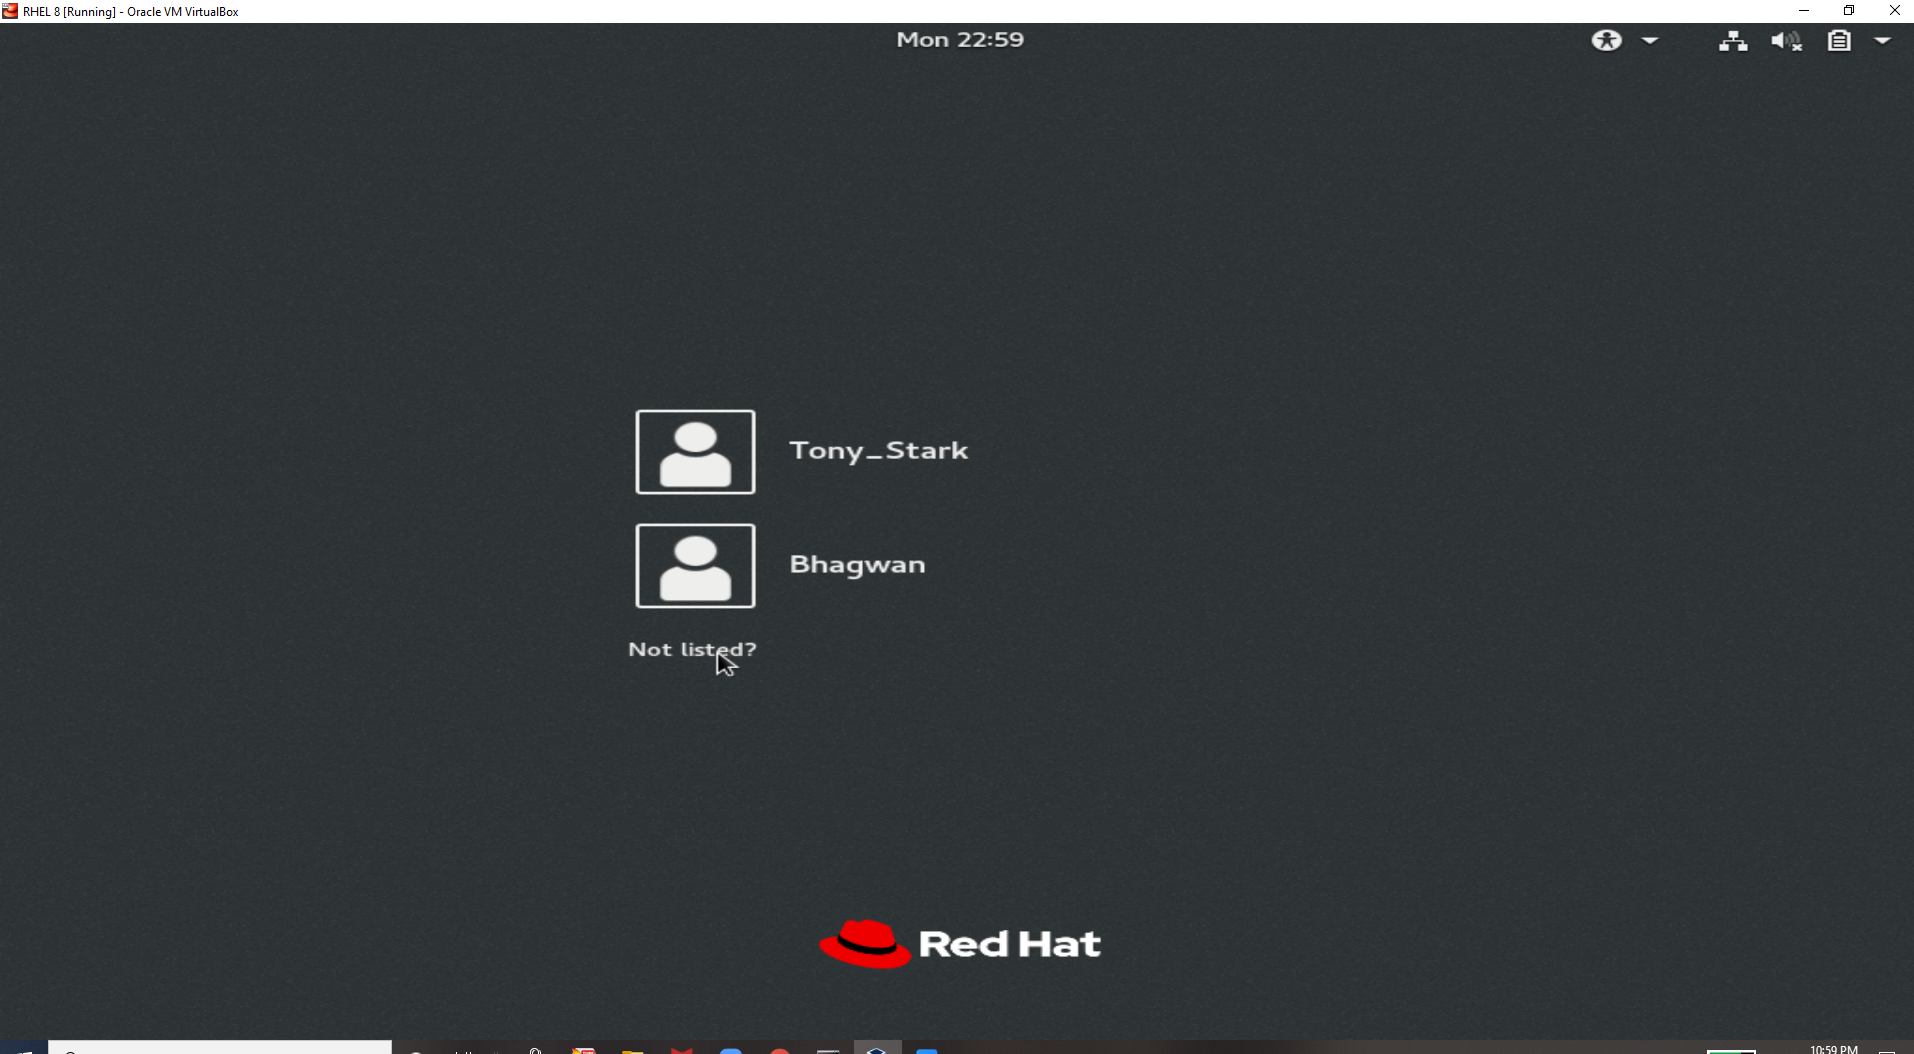 RHEL 8 [Running] - Oracle VM VirtualBox
Mon 22:59
Tony_Stark
Bhagwan
Not listed?
Red Hat
10:59 PM